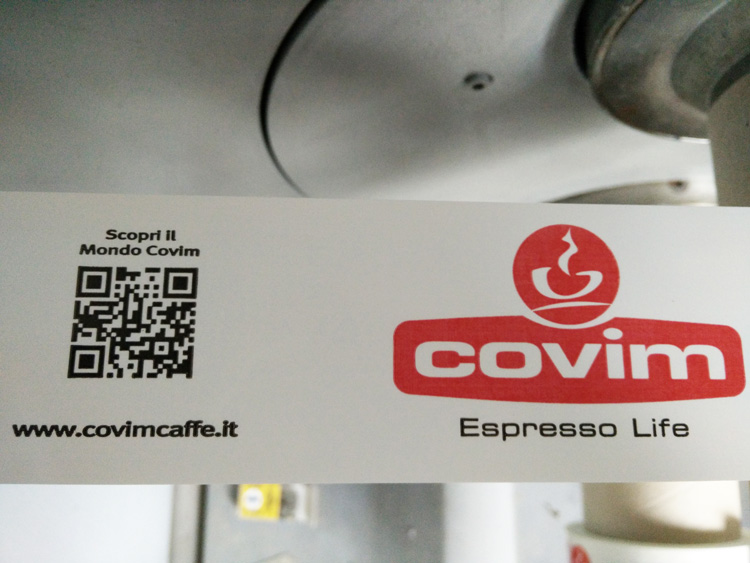 Scopri il
Mondo Covim
www.covimcaffe.it
covim
Espresso Life